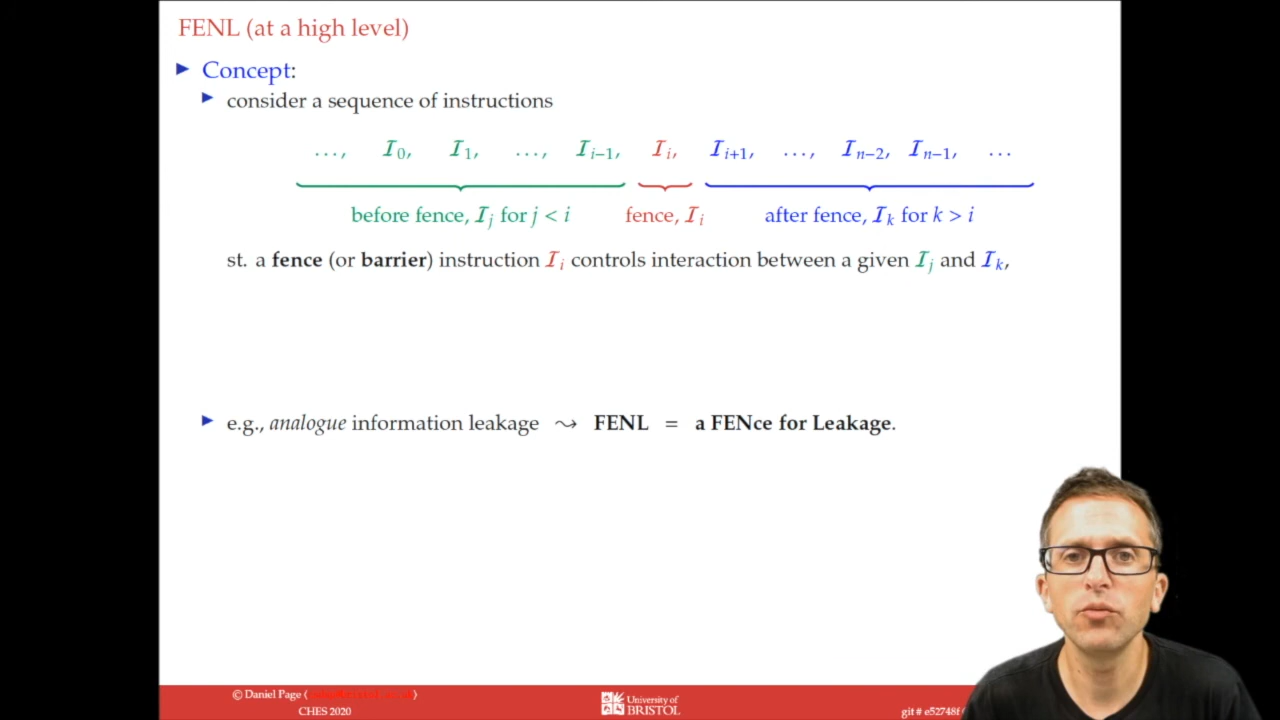 FENL (at a high level)
Concept:
consider a sequence of instructions
..., I₀, I₁, ..., Iᵢ₋₁, Iᵢ, Iᵢ₊₁, ..., Iₙ₋₂, Iₙ₋₁, ...
before fence, Iⱼ for j < i fence, Iᵢ after fence, Iₖ for k > i
st. a fence (or barrier) instruction Iᵢ controls interaction between a given Iⱼ and Iₖ,
e.g., analogue information leakage ⇝ FENL = a FENce for Leakage.
© Daniel Page (
CHES 2020
University of
BRISTOL
git # e52748f